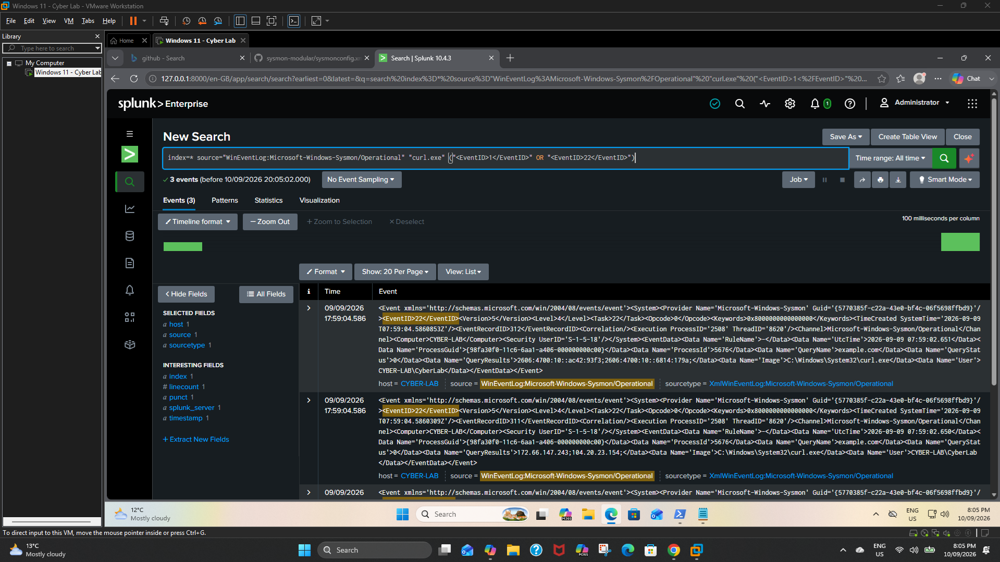 Windows 11 - Cyber Lab - VMware Workstation
File Edit View VM Tabs Help
Library
Type here to search
My Computer
Windows 11 - Cyber Lab
Home
Windows 11 - Cyber Lab
github - Search
sysmon-modular/sysmonconfig.xm
Search | Splunk 10.4.3
127.0.0.1:8000/en-GB/app/search/search?earliest=0&latest=&q=search%20index%3D*%20source%3D"WinEventLog%3AMicrosoft-Windows-Sysmon%2FOperational"%20"curl.exe"%20("<EventID>1<%2FEventID>"%20...
Chat
splunk> Enterprise
1
Administrator
New Search
Save As
Create Table View
Close
index=* source="WinEventLog:Microsoft-Windows-Sysmon/Operational" "curl.exe" ("<EventID>1</EventID>" OR "<EventID>22</EventID>")
Time range: All time
3 events (before 10/09/2026 20:05:02.000)
No Event Sampling
Job
Smart Mode
Events (3)
Patterns
Statistics
Visualization
Timeline format
Zoom Out
+ Zoom to Selection
× Deselect
100 milliseconds per column
Format
Show: 20 Per Page
View: List
< Hide Fields
All Fields
SELECTED FIELDS
a host 1
a source 1
a sourcetype 1
INTERESTING FIELDS
a index 1
# linecount 1
a punct 1
a splunk_server 1
a timestamp 1
+ Extract New Fields
i
Time
Event
09/09/2026
17:59:04.586
<Event xmlns='http://schemas.microsoft.com/win/2004/08/events/event'><System><Provider Name='Microsoft-Windows-Sysmon' Guid='{5770385f-c22a-43e0-bf4c-06f5698ffbd9}'/
><EventID>22</EventID><Version>5</Version><Level>4</Level><Task>22</Task><Opcode>0</Opcode><Keywords>0x8000000000000000</Keywords><TimeCreated SystemTime='2026-09-09
T07:59:04.5860853Z'/><EventRecordID>312</EventRecordID><Correlation/><Execution ProcessID='2508' ThreadID='8620'/><Channel>Microsoft-Windows-Sysmon/Operational</Chan
nel><Computer>CYBER-LAB</Computer><Security UserID='S-1-5-18'/></System><EventData><Data Name='RuleName'>-</Data><Data Name='UtcTime'>2026-09-09 07:59:02.651</Data><
Data Name='ProcessGuid'>{98fa30f0-11c6-6aa1-a406-000000000c00}</Data><Data Name='ProcessId'>5676</Data><Data Name='QueryName'>example.com</Data><Data Name='QueryStat
us'>0</Data><Data Name='QueryResults'>2606:4700:10::ac42:93f3;2606:4700:10::6814:179a;</Data><Data Name='Image'>C:\Windows\System32\curl.exe</Data><Data Name='User'>
CYBER-LAB\CyberLab</Data></EventData></Event>
host = CYBER-LAB
source = WinEventLog:Microsoft-Windows-Sysmon/Operational
sourcetype = XmlWinEventLog:Microsoft-Windows-Sysmon/Operational
09/09/2026
17:59:04.586
<Event xmlns='http://schemas.microsoft.com/win/2004/08/events/event'><System><Provider Name='Microsoft-Windows-Sysmon' Guid='{5770385f-c22a-43e0-bf4c-06f5698ffbd9}'/
><EventID>22</EventID><Version>5</Version><Level>4</Level><Task>22</Task><Opcode>0</Opcode><Keywords>0x8000000000000000</Keywords><TimeCreated SystemTime='2026-09-09
T07:59:04.5860309Z'/><EventRecordID>311</EventRecordID><Correlation/><Execution ProcessID='2508' ThreadID='8620'/><Channel>Microsoft-Windows-Sysmon/Operational</Chan
nel><Computer>CYBER-LAB</Computer><Security UserID='S-1-5-18'/></System><EventData><Data Name='RuleName'>-</Data><Data Name='UtcTime'>2026-09-09 07:59:02.650</Data><
Data Name='ProcessGuid'>{98fa30f0-11c6-6aa1-a406-000000000c00}</Data><Data Name='ProcessId'>5676</Data><Data Name='QueryName'>example.com</Data><Data Name='QueryStat
us'>0</Data><Data Name='QueryResults'>172.66.147.243;104.20.23.154;</Data><Data Name='Image'>C:\Windows\System32\curl.exe</Data><Data Name='User'>CYBER-LAB\CyberLab
</Data></EventData></Event>
host = CYBER-LAB
source = WinEventLog:Microsoft-Windows-Sysmon/Operational
sourcetype = XmlWinEventLog:Microsoft-Windows-Sysmon/Operational
09/09/2026
<Event xmlns='http://schemas.microsoft.com/win/2004/08/events/event'><System><Provider Name='Microsoft-Windows-Sysmon' Guid='{5770385f-c22a-43e0-bf4c-06f5698ffbd9}'/
12°C
Mostly cloudy
Search
M365
ENG
US
8:05 PM
10/09/2026
To direct input to this VM, move the mouse pointer inside or press Ctrl+G.
13°C
Mostly cloudy
Search
M365
ENG
US
8:05 PM
10/09/2026